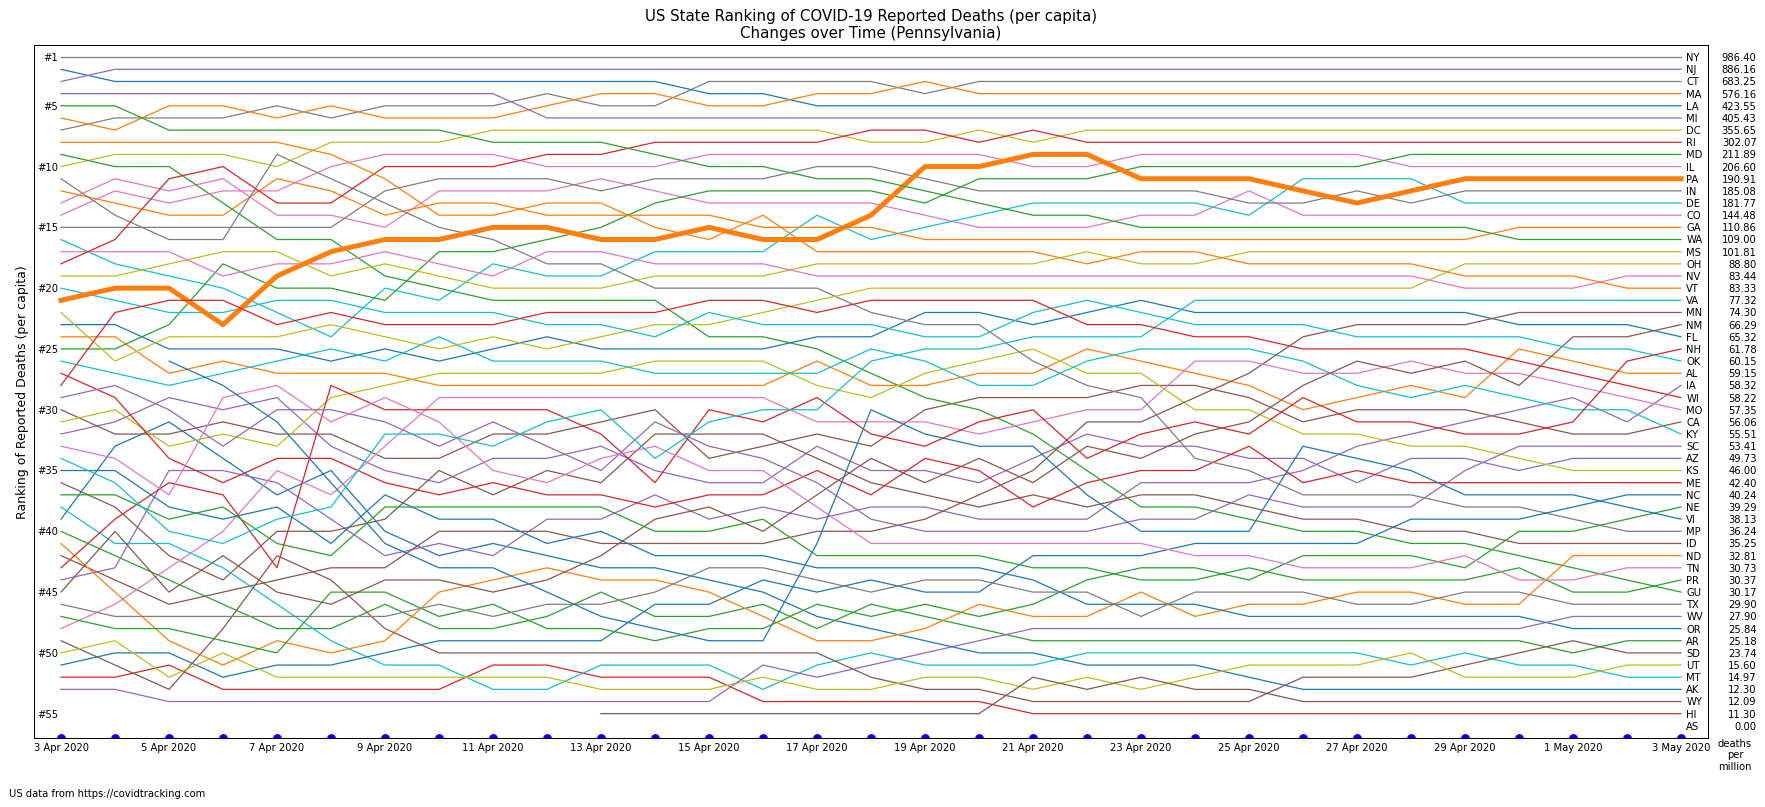 US State Ranking of COVID-19 Reported Deaths (per capita)
Changes over Time (Pennsylvania)
Ranking of Reported Deaths (per capita)
#1
#5
#10
#15
#20
#25
#30
#35
#40
#45
#50
#55
NY 986.40
NJ 886.16
CT 683.25
MA 576.16
LA 423.55
MI 405.43
DC 355.65
RI 302.07
MD 211.89
IL 206.60
PA 190.91
IN 185.08
DE 181.77
CO 144.48
GA 110.86
WA 109.00
MS 101.81
OH 88.80
NV 83.44
VT 83.33
VA 77.32
MN 74.30
NM 66.29
FL 65.32
NH 61.78
OK 60.15
AL 59.15
IA 58.32
WI 58.22
MO 57.35
CA 56.06
KY 55.51
SC 53.41
AZ 49.73
KS 46.00
ME 42.40
NC 40.24
NE 39.29
VI 38.13
MP 36.24
ID 35.25
ND 32.81
TN 30.73
PR 30.37
GU 30.17
TX 29.90
WV 27.90
OR 25.84
AR 25.18
SD 23.74
UT 15.60
MT 14.97
AK 12.30
WY 12.09
HI 11.30
AS 0.00
3 Apr 2020 5 Apr 2020 7 Apr 2020 9 Apr 2020 11 Apr 2020 13 Apr 2020 15 Apr 2020 17 Apr 2020 19 Apr 2020 21 Apr 2020 23 Apr 2020 25 Apr 2020 27 Apr 2020 29 Apr 2020 1 May 2020 3 May 2020
deaths
per
million
US data from https://covidtracking.com